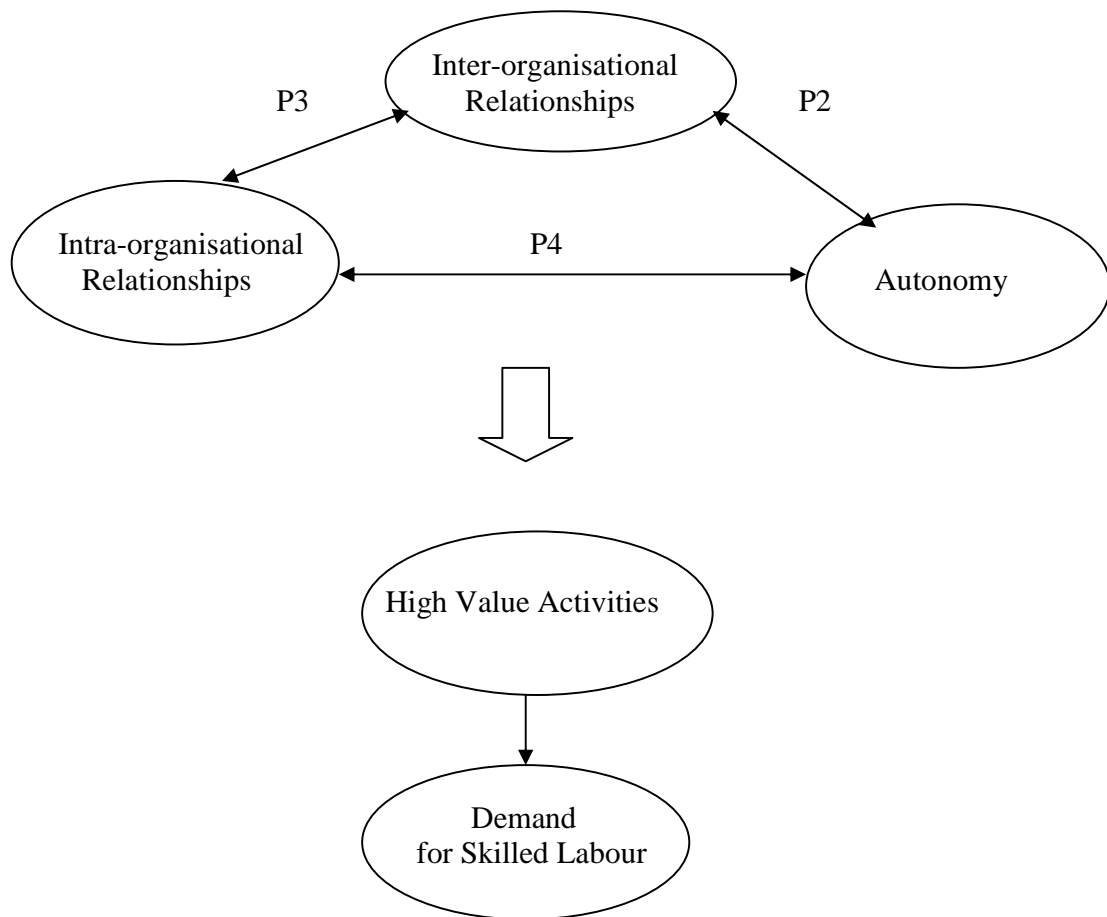 Inter-organisational
Relationships
P3
P2
Intra-organisational
Relationships
P4
Autonomy
High Value Activities
Demand
for Skilled Labour